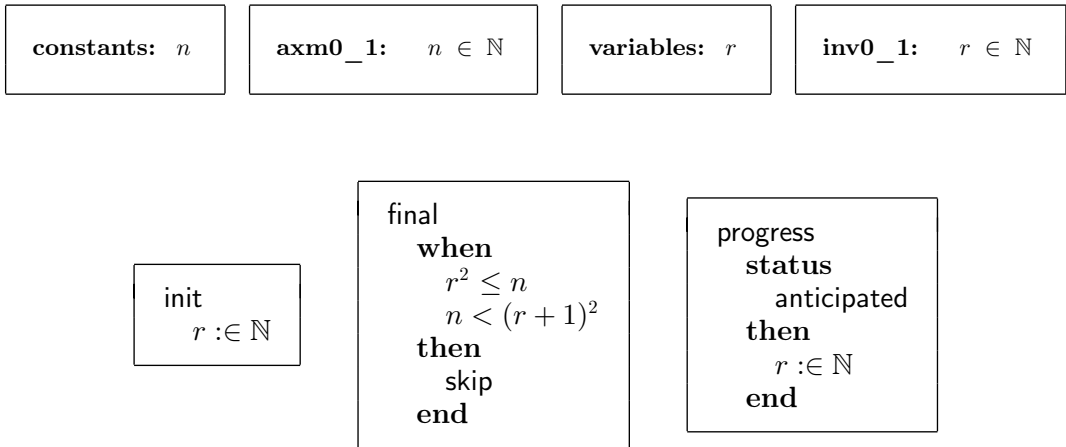 constants: n
axm0_1: n ∈ ℕ
variables: r
inv0_1: r ∈ ℕ
init
r :∈ ℕ
final
when
r² ≤ n
n < (r + 1)²
then
skip
end
progress
status
anticipated
then
r :∈ ℕ
end